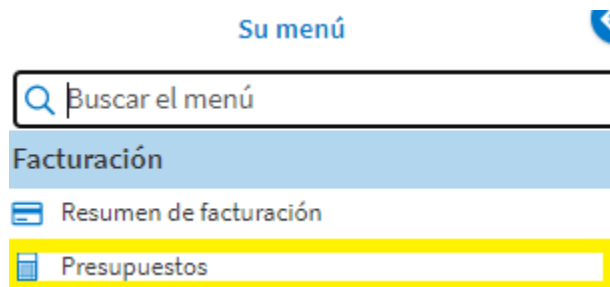 Su menú
Buscar el menú
Facturación
Resumen de facturación
Presupuestos